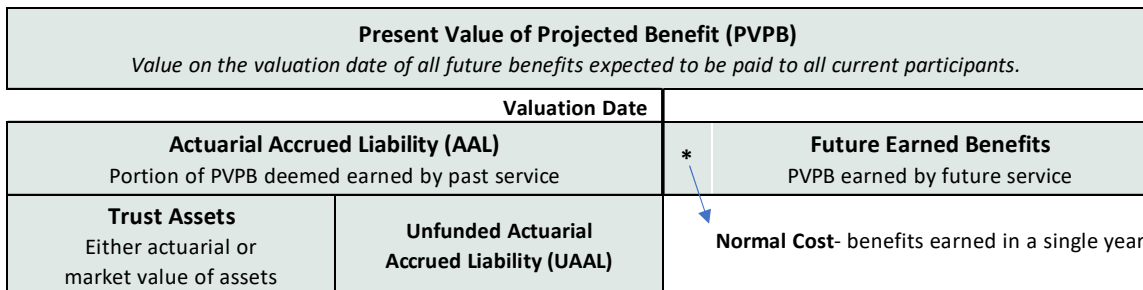 Present Value of Projected Benefit (PVPB)
Value on the valuation date of all future benefits expected to be paid to all current participants.
Valuation Date
Actuarial Accrued Liability (AAL)
Portion of PVPB deemed earned by past service
*
Future Earned Benefits
PVPB earned by future service
Trust Assets
Either actuarial or
market value of assets
Unfunded Actuarial
Accrued Liability (UAAL)
Normal Cost- benefits earned in a single year